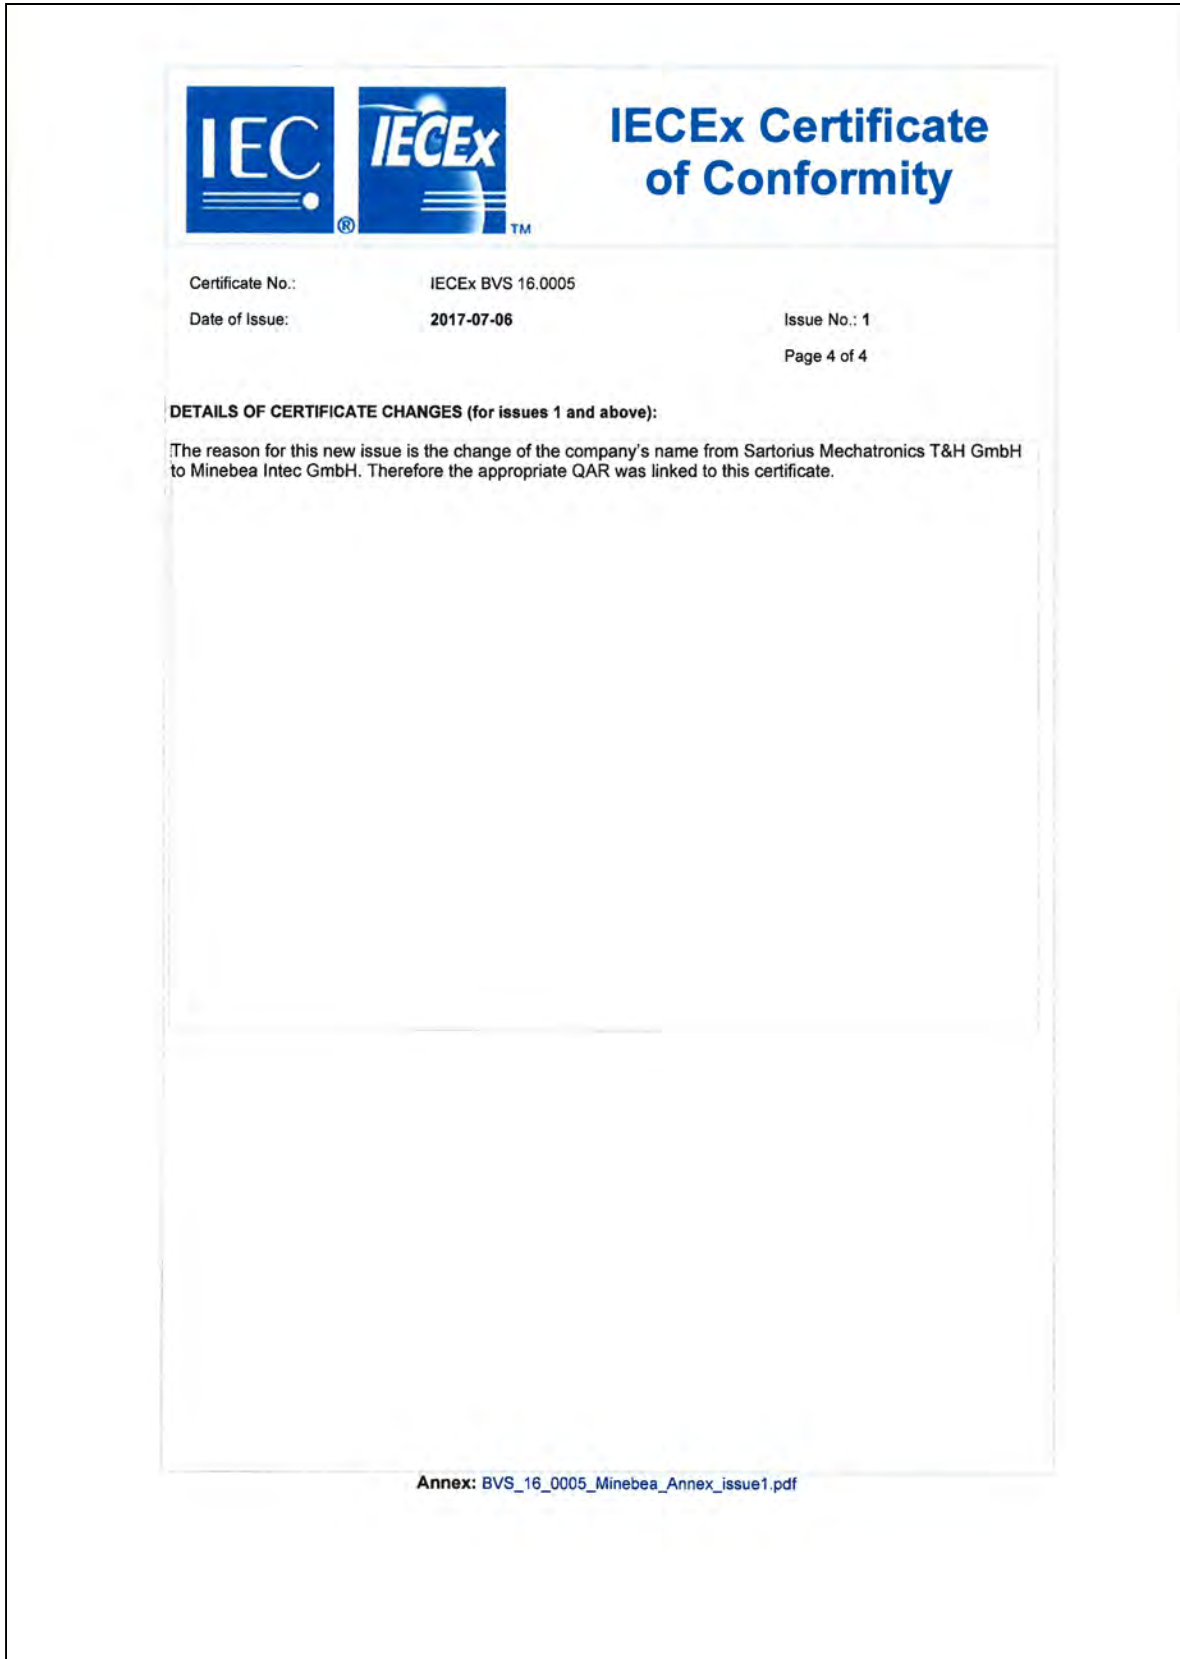 IEC
®
IECEx
TM
IECEx Certificate
of Conformity
Certificate No.: IECEx BVS 16.0005
Date of Issue: 2017-07-06 Issue No.: 1
Page 4 of 4
DETAILS OF CERTIFICATE CHANGES (for issues 1 and above):
The reason for this new issue is the change of the company's name from Sartorius Mechatronics T&H GmbH
to Minebea Intec GmbH. Therefore the appropriate QAR was linked to this certificate.
Annex: BVS_16_0005_Minebea_Annex_issue1.pdf